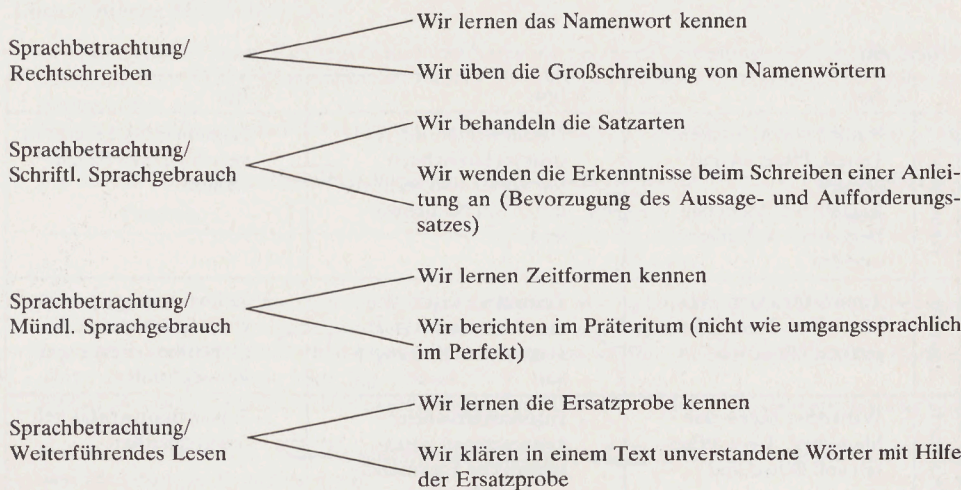 Wir lernen das Namenwort kennen
Sprachbetrachtung/
Rechtschreiben
Wir üben die Großschreibung von Namenwörtern
Wir behandeln die Satzarten
Sprachbetrachtung/
Schriftl. Sprachgebrauch
Wir wenden die Erkenntnisse beim Schreiben einer Anlei-
tung an (Bevorzugung des Aussage- und Aufforderungs-
satzes)
Wir lernen Zeitformen kennen
Sprachbetrachtung/
Mündl. Sprachgebrauch
Wir berichten im Präteritum (nicht wie umgangssprachlich
im Perfekt)
Wir lernen die Ersatzprobe kennen
Sprachbetrachtung/
Weiterführendes Lesen
Wir klären in einem Text unverstandene Wörter mit Hilfe
der Ersatzprobe